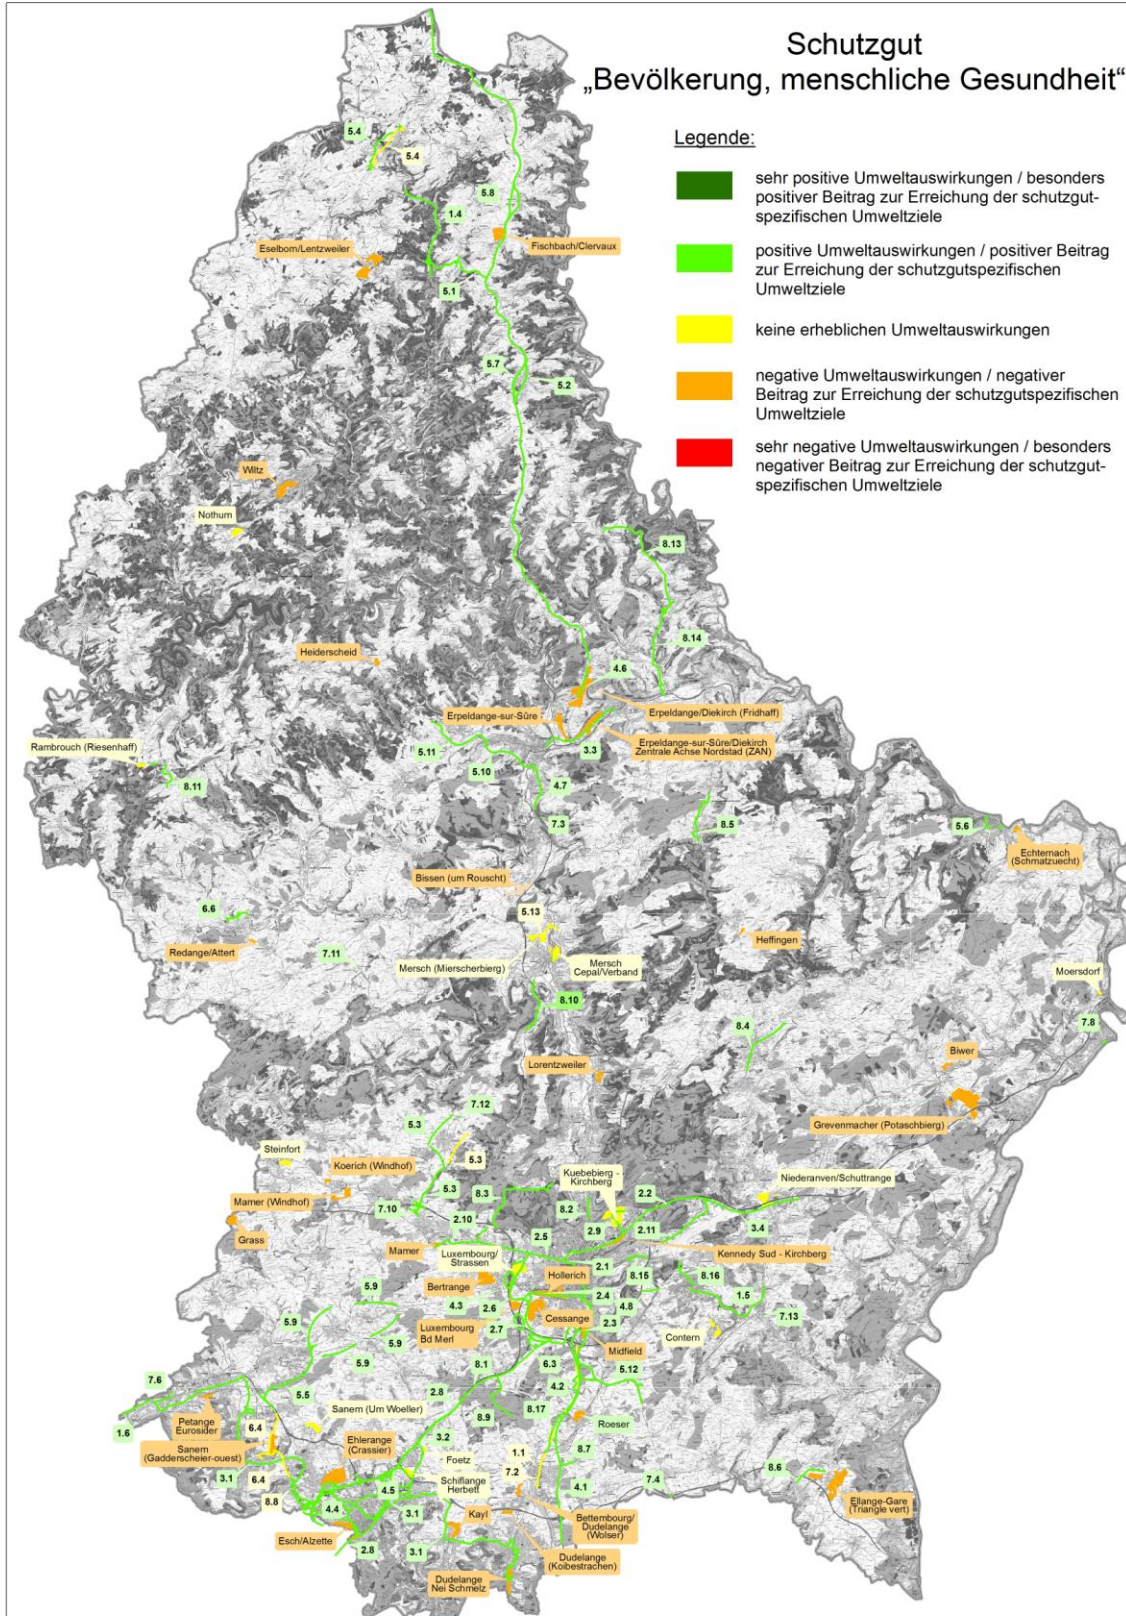 Schutzgut
„Bevölkerung, menschliche Gesundheit“
Legende:
sehr positive Umweltauswirkungen / besonders
positiver Beitrag zur Erreichung der schutzgut-
spezifischen Umweltziele
positive Umweltauswirkungen / positiver Beitrag
zur Erreichung der schutzgutspezifischen
Umweltziele
keine erheblichen Umweltauswirkungen
negative Umweltauswirkungen / negativer
Beitrag zur Erreichung der schutzgutspezifischen
Umweltziele
sehr negative Umweltauswirkungen / besonders
negativer Beitrag zur Erreichung der schutzgut-
spezifischen Umweltziele
5.4
5.4
5.8
1.4
Eselborn/Lentzweiler
Fischbach/Clervaux
5.1
5.7
5.2
Wiltz
Nothum
8.13
8.14
Heiderscheid
4.6
Erpeldange/Diekirch (Fridhaff)
Erpeldange-sur-Sûre
Erpeldange-sur-Sûre/Diekirch
Zentrale Achse Nordstad (ZAN)
3.3
Rambrouch (Riesenhaff)
8.11
5.11
5.10
4.7
7.3
8.5
5.6
Echternach
(Schmatzuecht)
Bissen (um Rouscht)
6.6
5.13
Redange/Attert
7.11
Mersch (Mierscherbierg)
Mersch
Cepal/Verband
Heffingen
Moersdorf
8.10
8.4
7.8
Lorentzweiler
Biwer
Grevenmacher (Potaschbierg)
7.12
5.3
5.3
Steinfort
Koerich (Windhof)
Kuebebierg -
Kirchberg
Niederanven/Schuttrange
Mamer (Windhof)
5.3
8.3
8.2
2.2
7.10
2.10
2.9
2.11
3.4
Grass
Mamer
2.5
Kennedy Sud - Kirchberg
Luxembourg/
Strassen
2.1
8.15
8.16
Bertrange
Hollerich
2.4
1.5
5.9
4.3
2.6
4.8
Cessange
7.13
5.9
Luxembourg
Bd Merl
2.7
2.3
Contern
5.9
Midfield
5.9
8.1
6.3
5.12
7.6
5.5
2.8
4.2
8.9
8.17
Roeser
1.6
Petange
Eurosider
6.4
Sanem (Um Woeller)
Ehlerange
(Crassier)
3.2
8.7
Sanem
(Gadderscheier-ouest)
1.1
Foetz
3.1
6.4
7.2
Schiflange
Herbett
4.1
7.4
8.6
Ellange-Gare
(Triangle vert)
8.8
4.5
4.4
3.1
Kayl
Bettembourg/
Dudelange
(Wolser)
Esch/Alzette
2.8
3.1
Dudelange
(Koibestrachen)
Dudelange
Nei Schmelz